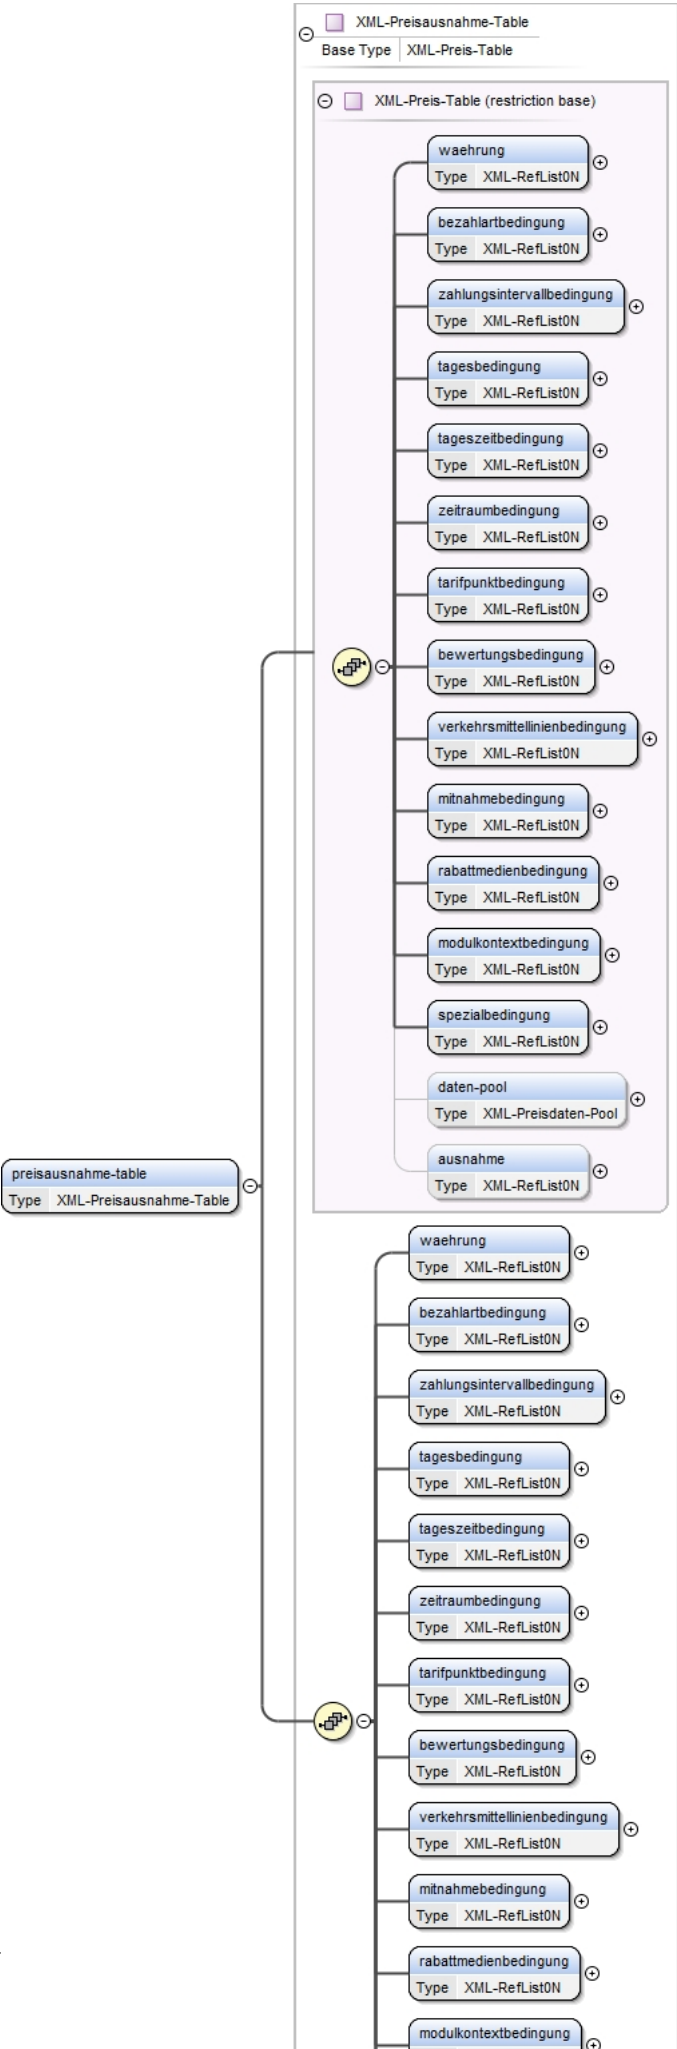 XML-Preisausnahme-Table
Base Type XML-Preis-Table
XML-Preis-Table (restriction base)
waehrung
Type XML-RefList0N
bezahlartbedingung
Type XML-RefList0N
zahlungsintervallbedingung
Type XML-RefList0N
tagesbedingung
Type XML-RefList0N
tageszeitbedingung
Type XML-RefList0N
zeitraumbedingung
Type XML-RefList0N
tarifpunktbedingung
Type XML-RefList0N
bewertungsbedingung
Type XML-RefList0N
verkehrsmittellinienbedingung
Type XML-RefList0N
mitnahmebedingung
Type XML-RefList0N
rabattmedienbedingung
Type XML-RefList0N
modulkontextbedingung
Type XML-RefList0N
spezialbedingung
Type XML-RefList0N
daten-pool
Type XML-Preisdaten-Pool
ausnahme
Type XML-RefList0N
preisausnahme-table
Type XML-Preisausnahme-Table
waehrung
Type XML-RefList0N
bezahlartbedingung
Type XML-RefList0N
zahlungsintervallbedingung
Type XML-RefList0N
tagesbedingung
Type XML-RefList0N
tageszeitbedingung
Type XML-RefList0N
zeitraumbedingung
Type XML-RefList0N
tarifpunktbedingung
Type XML-RefList0N
bewertungsbedingung
Type XML-RefList0N
verkehrsmittellinienbedingung
Type XML-RefList0N
mitnahmebedingung
Type XML-RefList0N
rabattmedienbedingung
Type XML-RefList0N
modulkontextbedingung